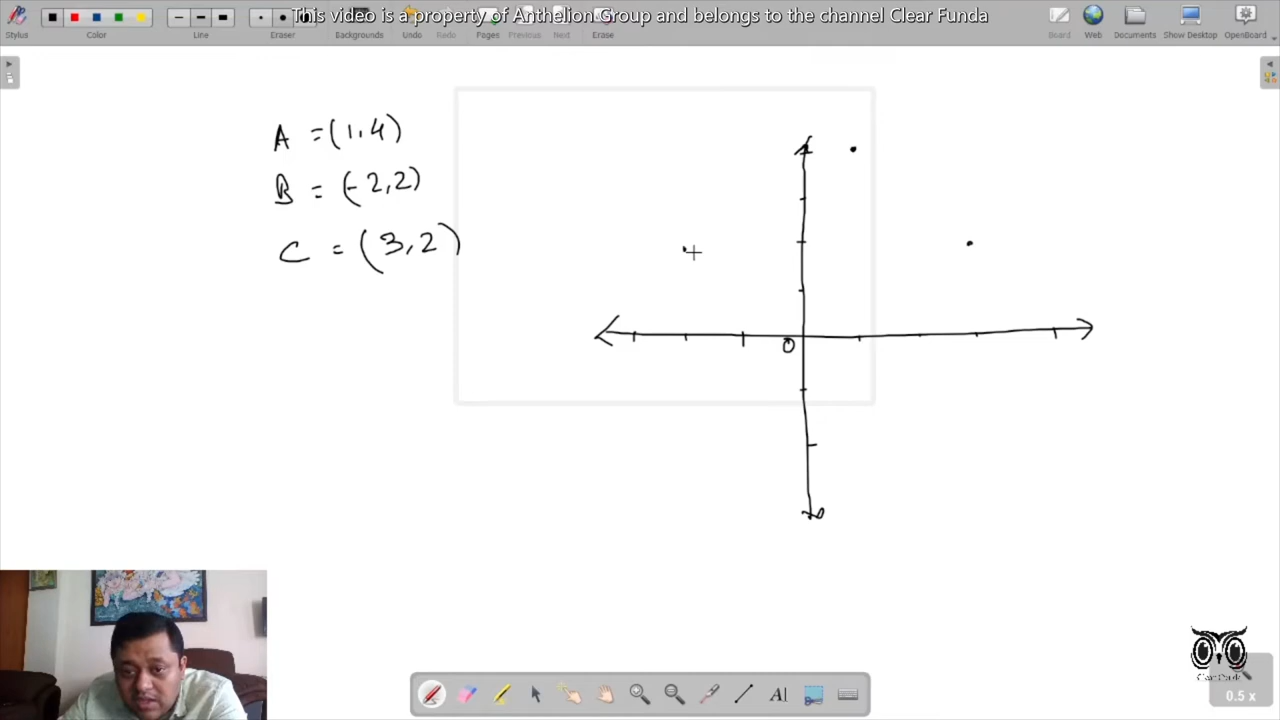 This video is a property of Anthelion Group and belongs to the channel Clear Funda
Stylus Color Line Eraser Backgrounds Undo Redo Pages Previous Next Erase Board Web Documents Show Desktop OpenBoard
A = (1, 4)
B = (-2, 2)
C = (3, 2)
O
AI
0.5 x